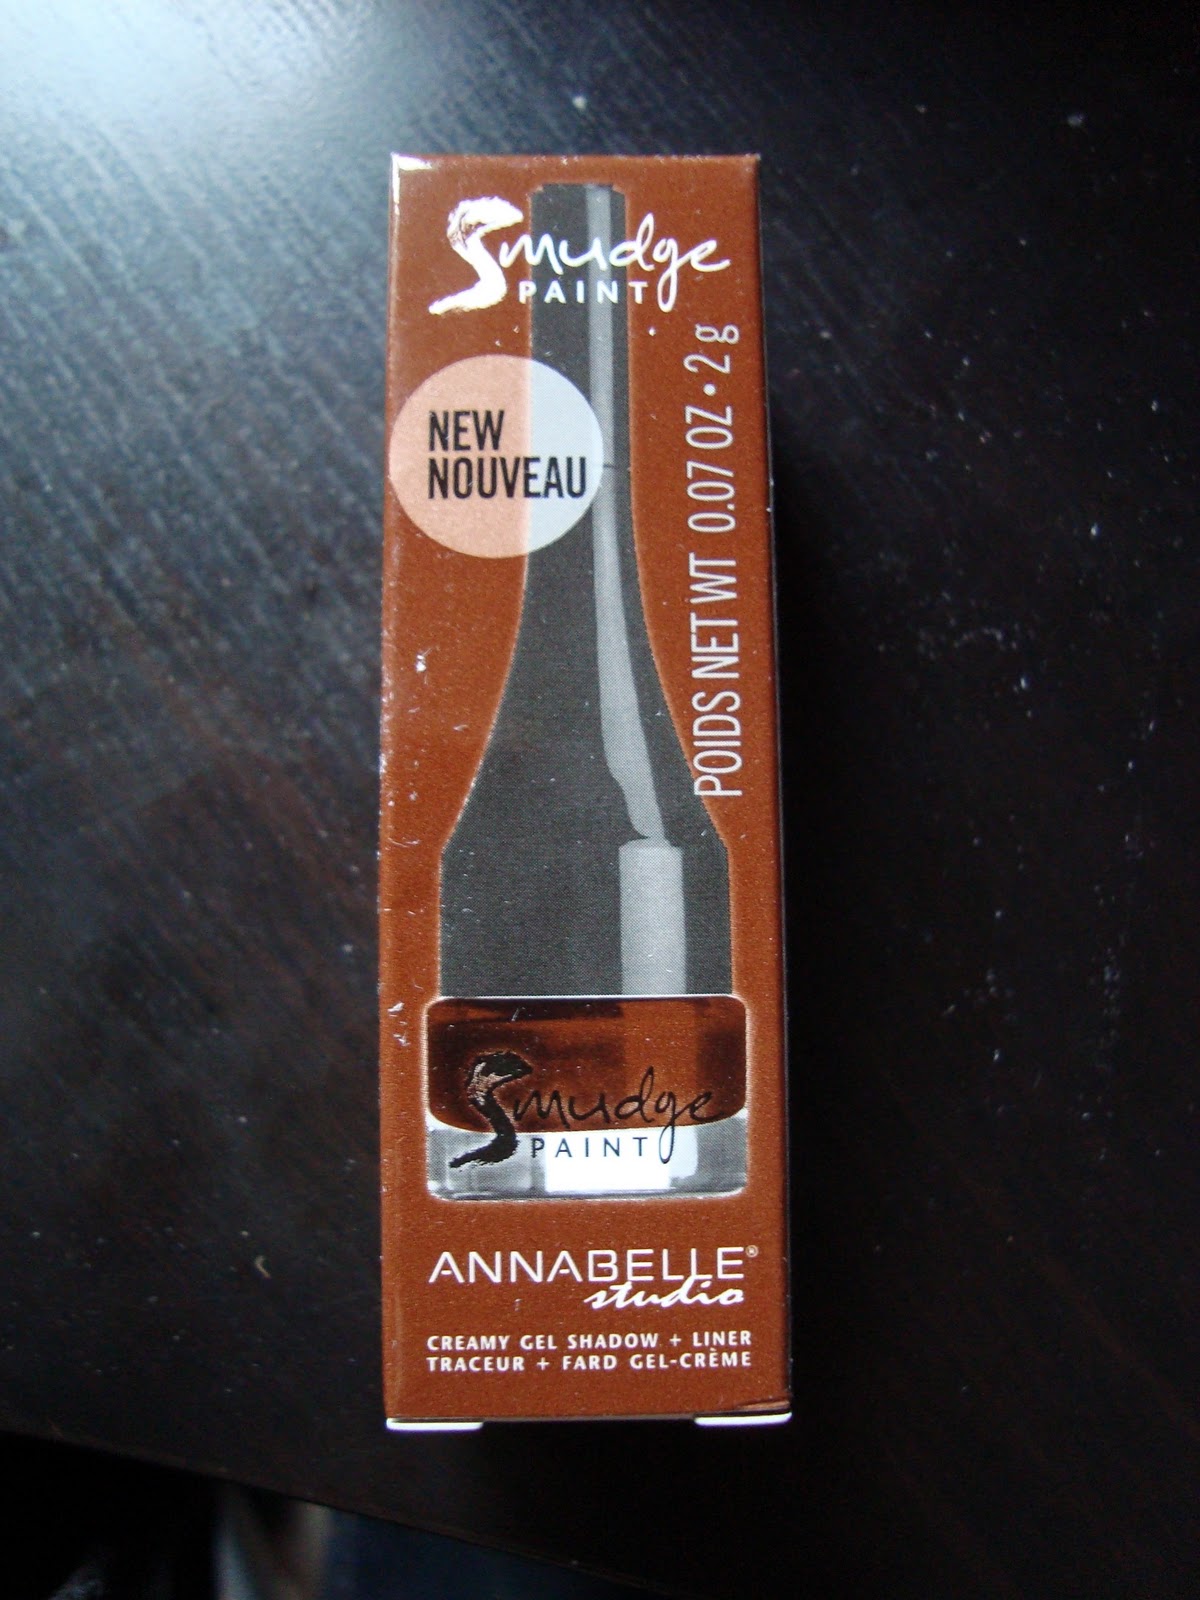 Smudge
PAINT
NEW
NOUVEAU
POIDS NET WT 0.07 OZ • 2 g
Smudge
PAINT
ANNABELLE®
studio
CREAMY GEL SHADOW + LINER
TRACEUR + FARD GEL-CRÈME